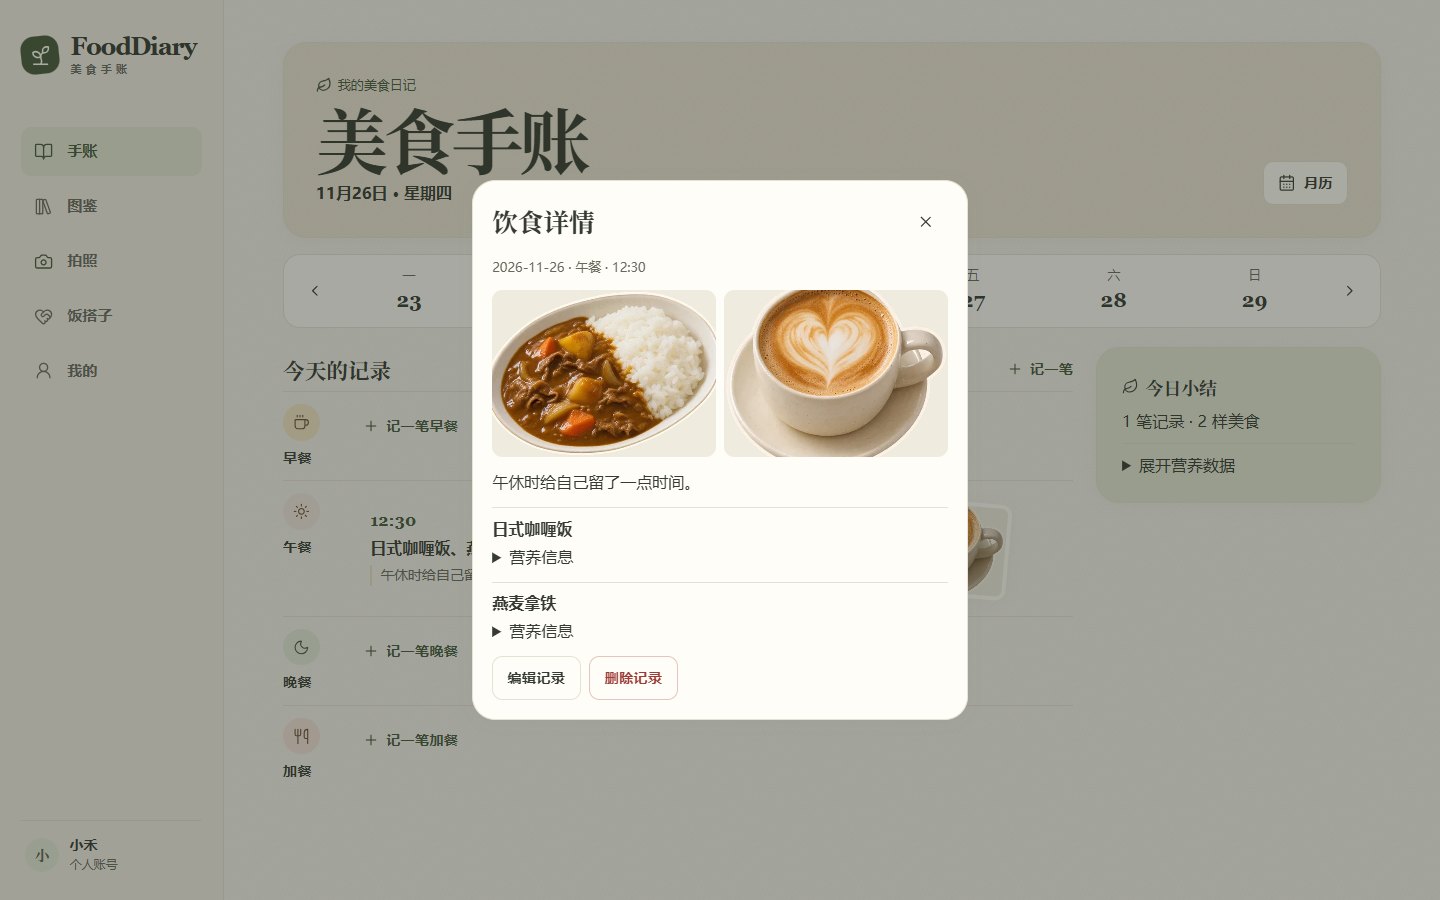 FoodDiary
美食手账
手账
图鉴
拍照
饭搭子
我的
小
小禾
个人账号
我的美食日记
美食手账
11月26日 • 星期四
月历
一
23
五
27
六
28
日
29
今天的记录
+ 记一笔
早餐
+ 记一笔早餐
午餐
12:30
日式咖喱饭、
午休时给自己留
晚餐
+ 记一笔晚餐
加餐
+ 记一笔加餐
今日小结
1 笔记录 · 2 样美食
展开营养数据
饮食详情
2026-11-26 · 午餐 · 12:30
午休时给自己留了一点时间。
日式咖喱饭
营养信息
燕麦拿铁
营养信息
编辑记录
删除记录